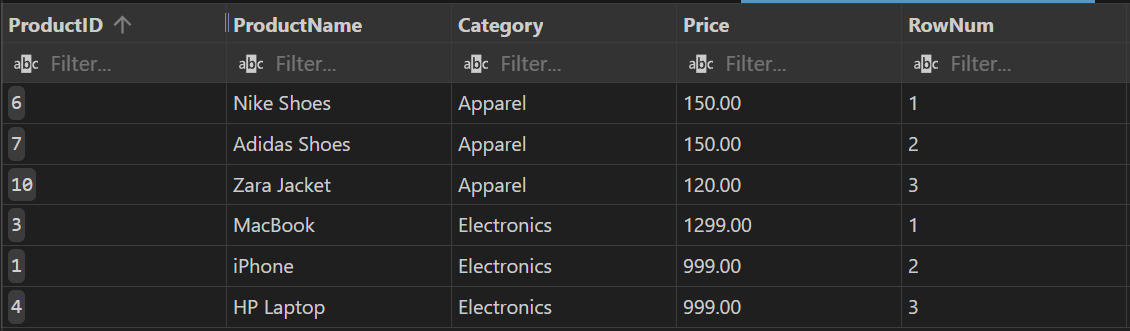 ProductID ↑ ProductName Category Price RowNum
abc Filter... abc Filter... abc Filter... abc Filter... abc Filter...
6 Nike Shoes Apparel 150.00 1
7 Adidas Shoes Apparel 150.00 2
10 Zara Jacket Apparel 120.00 3
3 MacBook Electronics 1299.00 1
1 iPhone Electronics 999.00 2
4 HP Laptop Electronics 999.00 3